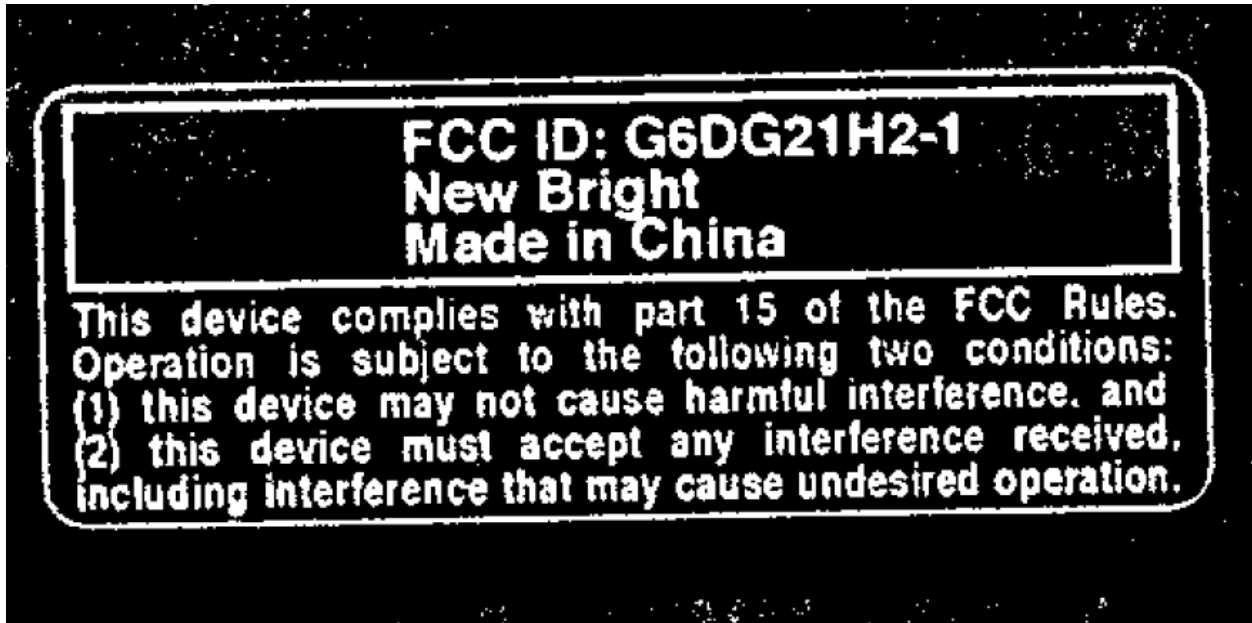 FCC ID: G6DG21H2-1
New Bright
Made in China
This device complies with part 15 of the FCC Rules.
Operation is subject to the following two conditions:
(1) this device may not cause harmful interference. and
(2) this device must accept any interference received.
including interference that may cause undesired operation.